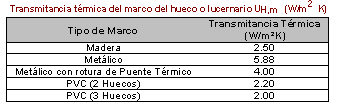 Transmitancia térmica del marco del hueco o lucernario UH,m (W/m² K)
Tipo de Marco
Transmitancia Térmica
(W/m²K)
Madera 2.50
Metálico 5.88
Metálico con rotura de Puente Térmico 4.00
PVC (2 Huecos) 2.20
PVC (3 Huecos) 2.00